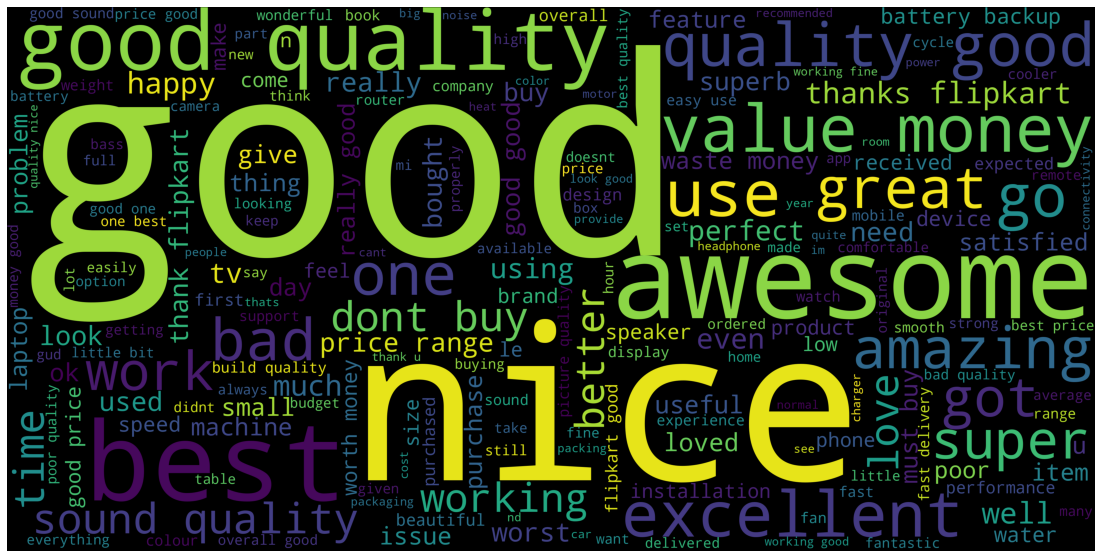 good sound
price good
wonderful book
big
noise
overall
feature
recommended
battery backup
good quality
make
part
n
high
best quality
quality good
cycle
new
come
really
company
buy
color
superb
working fine
power
cooler
weight
happy
think
battery
camera
router
heat
motor
easy use
thanks flipkart
problem
quality nice
good
thank flipkart
really good
good good
value money
bass
full
give
thing
looking
keep
mi
bought
properly
doesnt
price
look good
design
box
provide
room
waste money
app
received
expected
remote
connectivity
use great
go
year
good one
one best
people
cant
available
set
perfect
need
mobile
device
satisfied
headphone
made
quite
im
comfortable
lot
easily
option
tv
say
feel
one
using
hour
awesome
laptop
money good
first
thats
day
brand
watch
original
look
getting
support
dont buy
better
speaker
ordered
product
smooth
strong
best price
gud
little bit
bad
price range
le
picture quality
even
low
display
home
amazing
ok
work
build quality
thank u
buying
nice
bad quality
time
poor quality
good price
used
didnt
always
much
small
budget
worth money
size
purchased
purchase
sound
take
still
fine
packing
flipkart good
useful
experience
loved
normal
see
charger
phone
love
must buy
got
average
range
u
speed
machine
best
table
cost
given
packaging
working
installation
little
fast delivery
super
poor
item
performance
sound quality
everything
colour
overall good
beautiful
issue
nd
worst
car
want
delivered
excellent
fan
fast
working good
fantastic
well
water
many